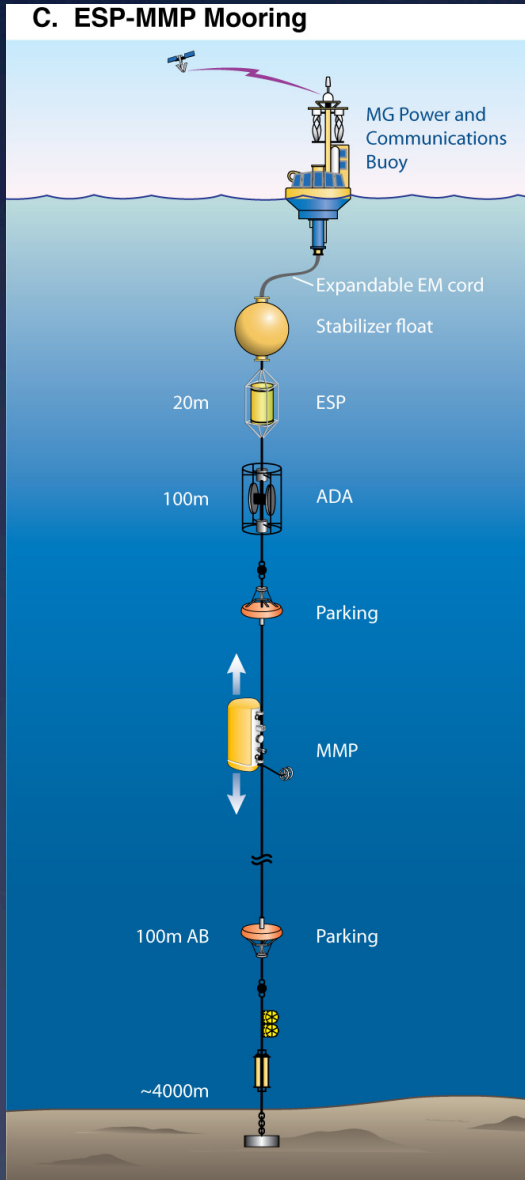 C. ESP-MMP Mooring
MG Power and
Communications
Buoy
Expandable EM cord
Stabilizer float
20m ESP
100m ADA
Parking
MMP
100m AB Parking
~4000m